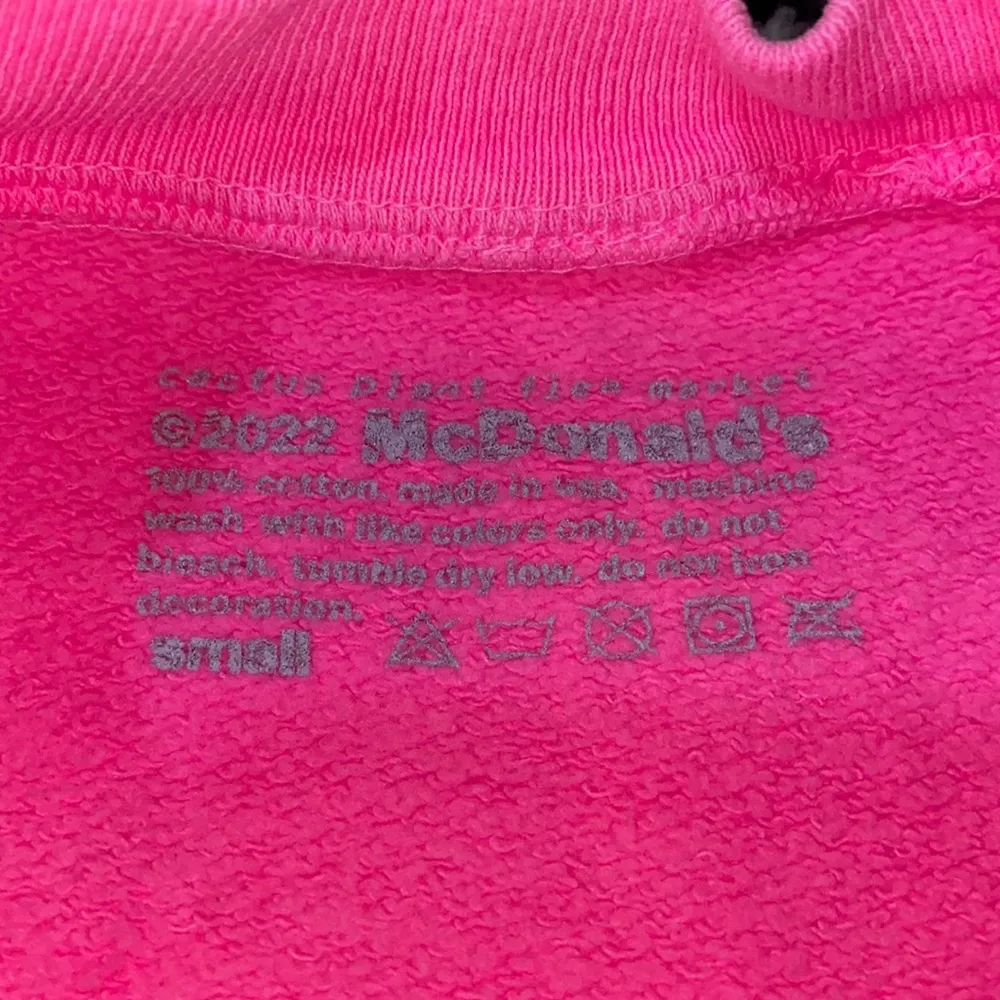 cactus plant flea market
©2022 McDonald's
100% cotton. made in usa. machine
wash with like colors only. do not
bleach. tumble dry low. do not iron
decoration.
small